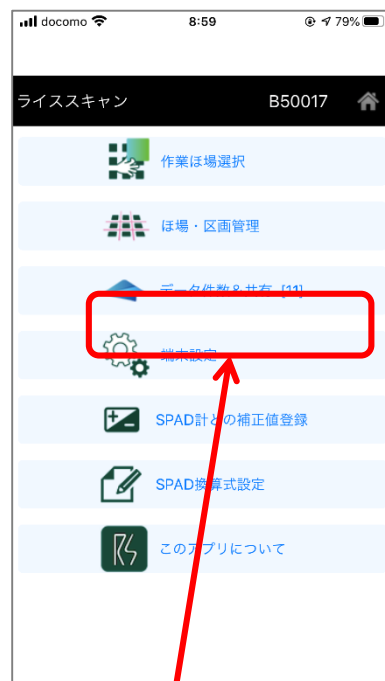 docomo 8:59 79%
ライススキャン B50017
作業ほ場選択
ほ場・区画管理
データ件数&共有 [11]
端末設定
SPAD計との補正値登録
SPAD換算式設定
RS
このアプリについて